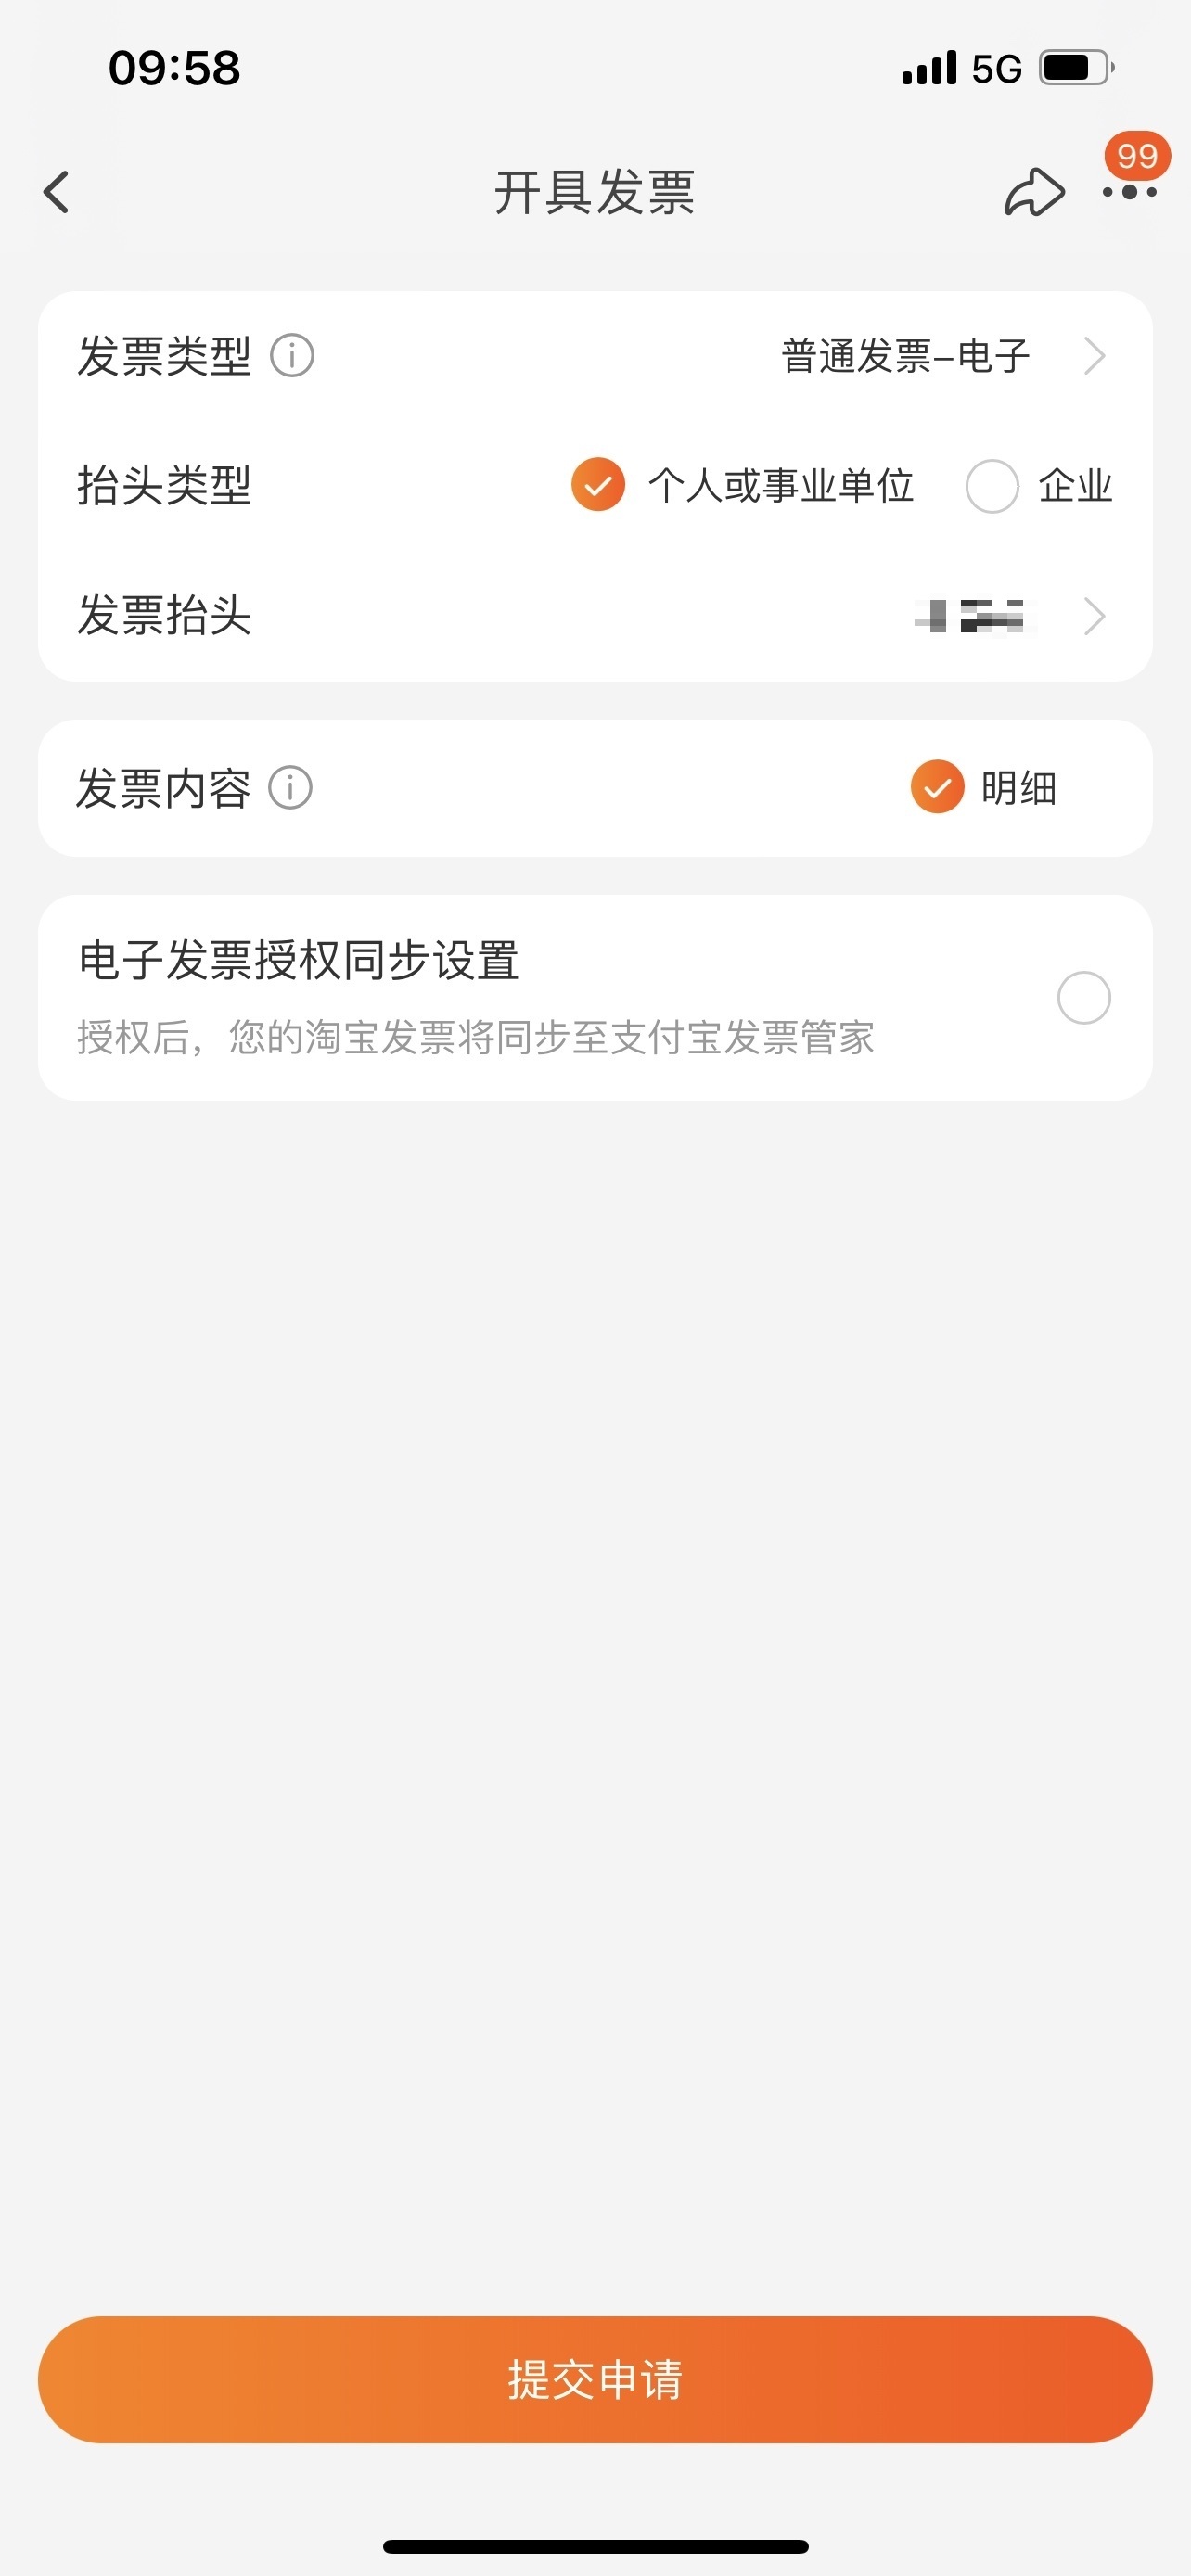 09:58
5G
99
开具发票
发票类型
普通发票-电子
抬头类型
个人或事业单位
企业
发票抬头
发票内容
明细
电子发票授权同步设置
授权后，您的淘宝发票将同步至支付宝发票管家
提交申请